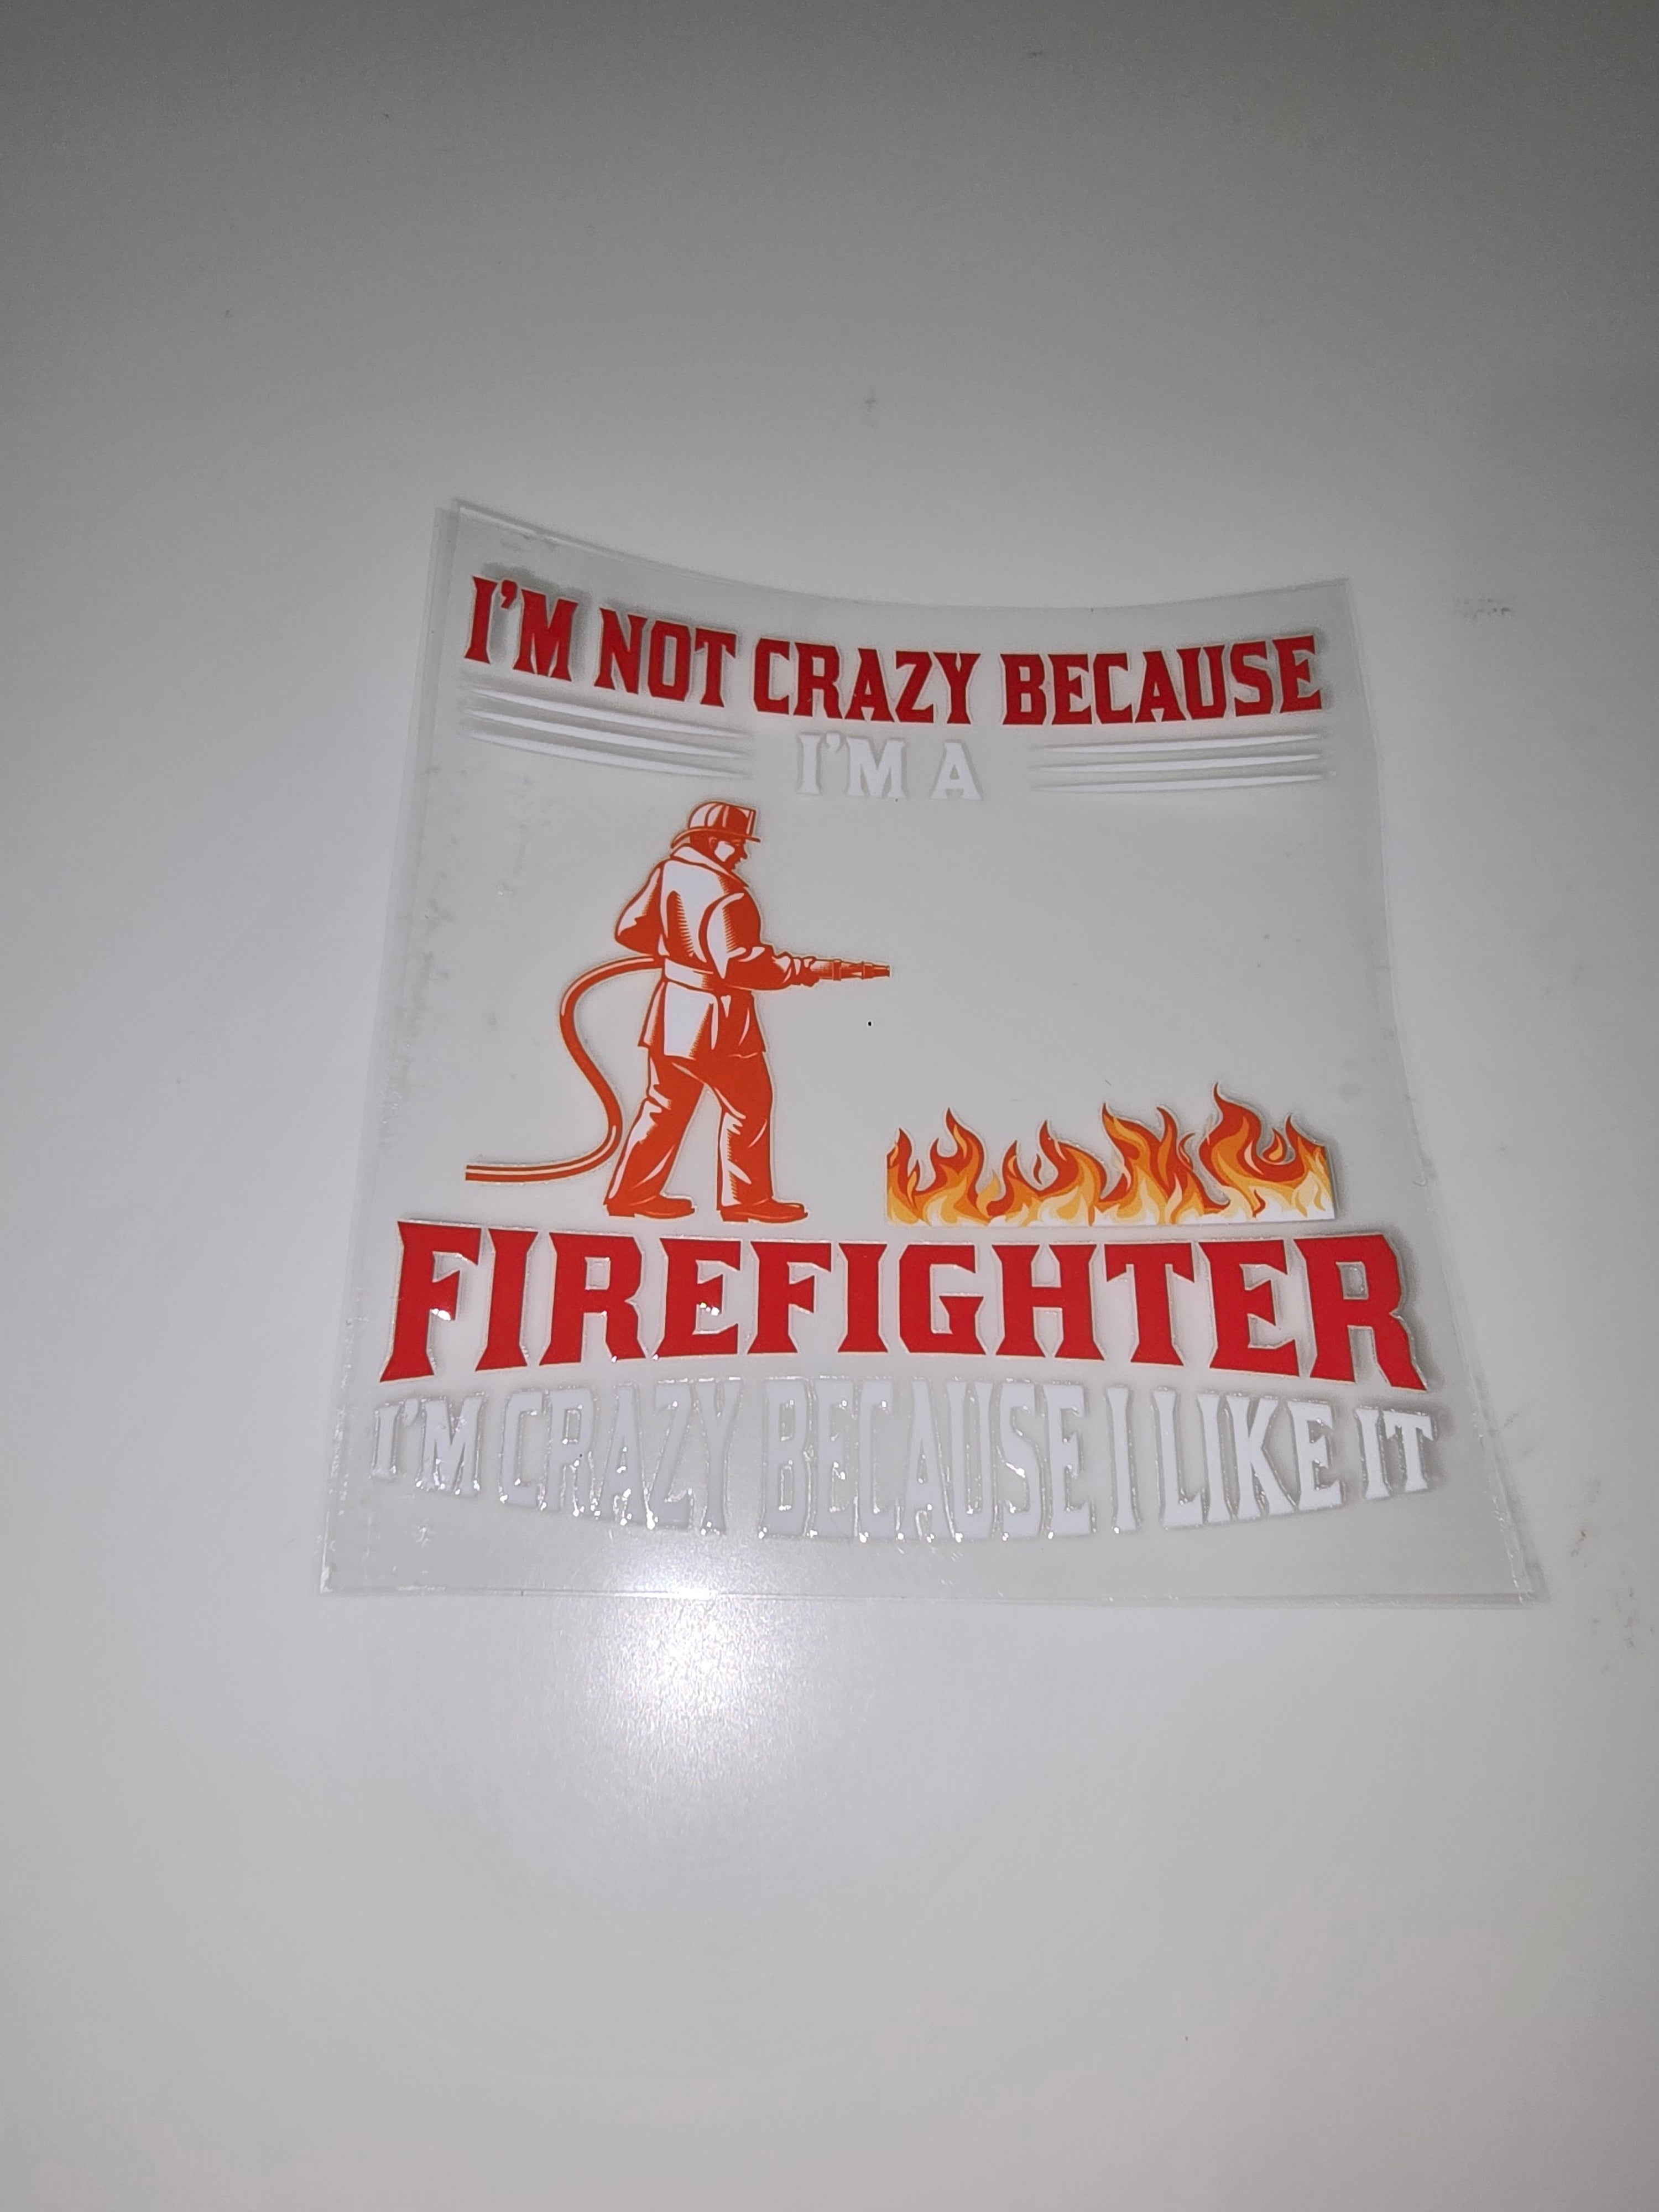 I'M NOT CRAZY BECAUSE
I'M A
FIREFIGHTER
I'M CRAZY BECAUSE I LIKE IT